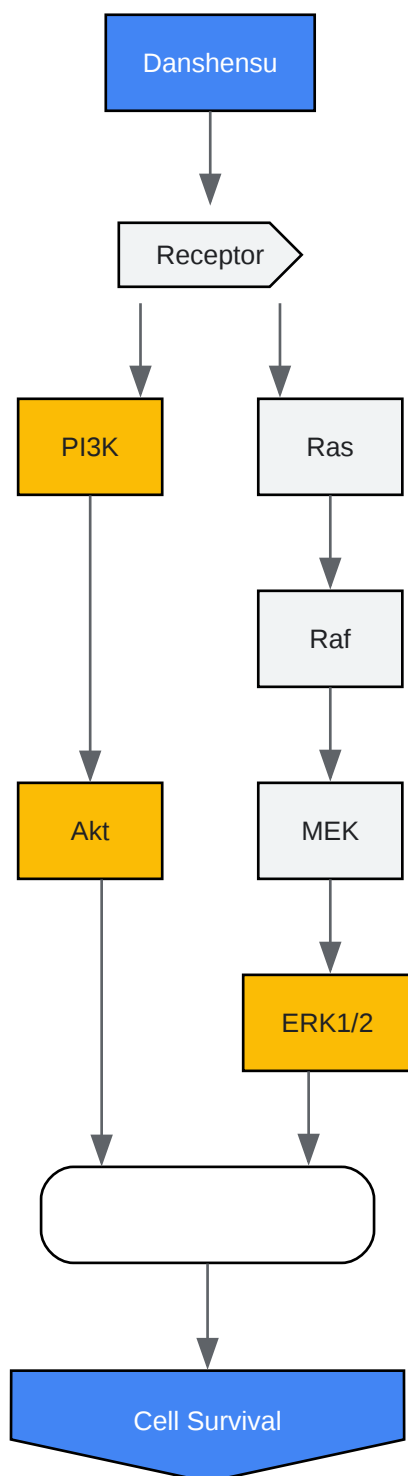 Danshensu
Receptor
PI3K
Ras
Raf
Akt
MEK
ERK1/2
Cell Survival